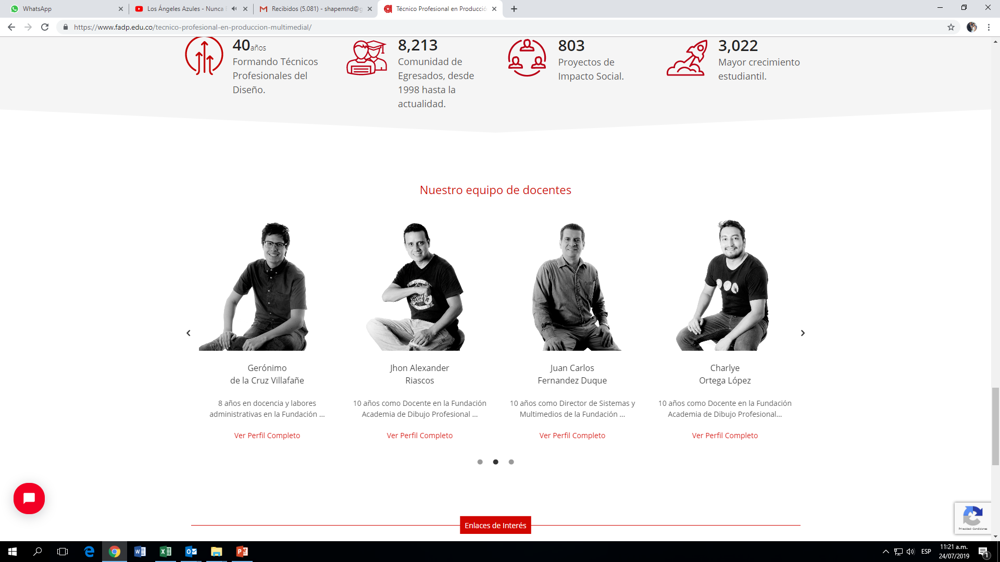 WhatsApp
Los Ángeles Azules - Nunca
Recibidos (5.081) - shapemnd@g
Técnico Profesional en Producció
https://www.fadp.edu.co/tecnico-profesional-en-produccion-multimedial/
40años
Formando Técnicos
Profesionales del
Diseño.
8,213
Comunidad de
Egresados, desde
1998 hasta la
actualidad.
803
Proyectos de
Impacto Social.
3,022
Mayor crecimiento
estudiantil.
Nuestro equipo de docentes
Gerónimo
de la Cruz Villafañe
8 años en docencia y labores
administrativas en la Fundación ...
Ver Perfil Completo
Jhon Alexander
Riascos
10 años como Docente en la Fundación
Academia de Dibujo Profesional ...
Ver Perfil Completo
Juan Carlos
Fernandez Duque
10 años como Director de Sistemas y
Multimedios de la Fundación ...
Ver Perfil Completo
Charlye
Ortega López
10 años como Docente en la Fundación
Academia de Dibujo Profesional...
Ver Perfil Completo
Enlaces de Interés
Privacidad - Condiciones
ESP
11:21 a.m.
24/07/2019
1